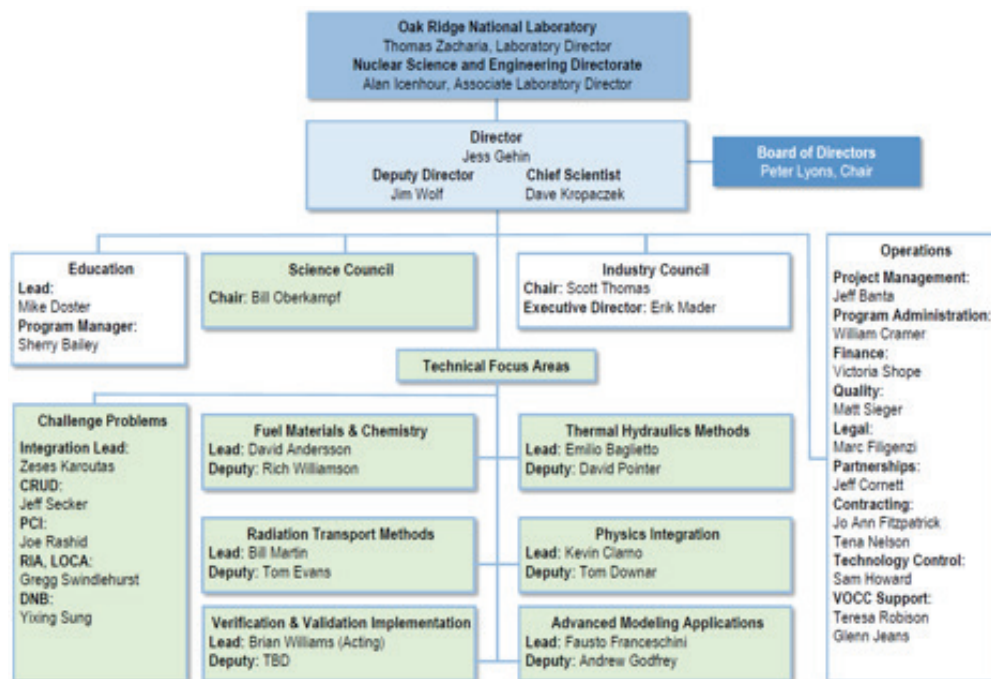 Oak Ridge National Laboratory
Thomas Zacharia, Laboratory Director
Nuclear Science and Engineering Directorate
Alan Icenhour, Associate Laboratory Director
Director
Jess Gehin
Deputy Director
Jim Wolf
Chief Scientist
Dave Kropaczek
Board of Directors
Peter Lyons, Chair
Education
Lead:
Mike Doster
Program Manager:
Sherry Bailey
Science Council
Chair: Bill Oberkampf
Industry Council
Chair: Scott Thomas
Executive Director: Erik Mader
Operations
Project Management:
Jeff Banta
Program Administration:
William Cramer
Finance:
Victoria Shope
Quality:
Matt Sieger
Legal:
Marc Filigenzi
Partnerships:
Jeff Cornett
Contracting:
Jo Ann Fitzpatrick
Tena Nelson
Technology Control:
Sam Howard
VOCC Support:
Teresa Robison
Glenn Jeans
Technical Focus Areas
Challenge Problems
Integration Lead:
Zeses Karoutas
CRUD:
Jeff Secker
PCI:
Joe Rashid
RIA, LOCA:
Gregg Swindlehurst
DNB:
Yixing Sung
Fuel Materials & Chemistry
Lead: David Andersson
Deputy: Rich Williamson
Thermal Hydraulics Methods
Lead: Emilio Baglietto
Deputy: David Pointer
Radiation Transport Methods
Lead: Bill Martin
Deputy: Tom Evans
Physics Integration
Lead: Kevin Clarno
Deputy: Tom Downar
Verification & Validation Implementation
Lead: Brian Williams (Acting)
Deputy: TBD
Advanced Modeling Applications
Lead: Fausto Franceschini
Deputy: Andrew Godfrey